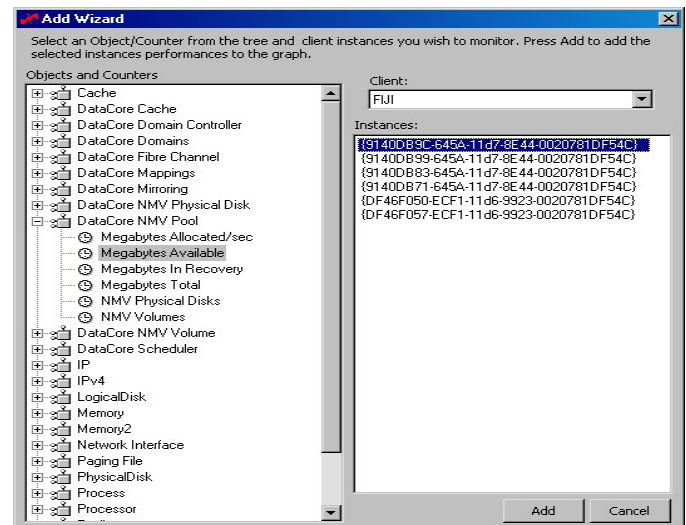 Add Wizard
Select an Object/Counter from the tree and client instances you wish to monitor. Press Add to add the
selected instances performances to the graph.
Objects and Counters
Cache
DataCore Cache
DataCore Domain Controller
DataCore Domains
DataCore Fibre Channel
DataCore Mappings
DataCore Mirroring
DataCore NMV Physical Disk
DataCore NMV Pool
Megabytes Allocated/sec
Megabytes Available
Megabytes In Recovery
Megabytes Total
NMV Physical Disks
NMV Volumes
DataCore NMV Volume
DataCore Scheduler
IP
IPv4
LogicalDisk
Memory
Memory2
Network Interface
Paging File
PhysicalDisk
Process
Processor
Client:
FIJI
Instances:
{9140DB9C-645A-11d7-8E44-0020781DF54C}
{9140DB99-645A-11d7-8E44-0020781DF54C}
{9140DB83-645A-11d7-8E44-0020781DF54C}
{9140DB71-645A-11d7-8E44-0020781DF54C}
{DF46F050-ECF1-11d6-9923-0020781DF54C}
{DF46F057-ECF1-11d6-9923-0020781DF54C}
Add
Cancel